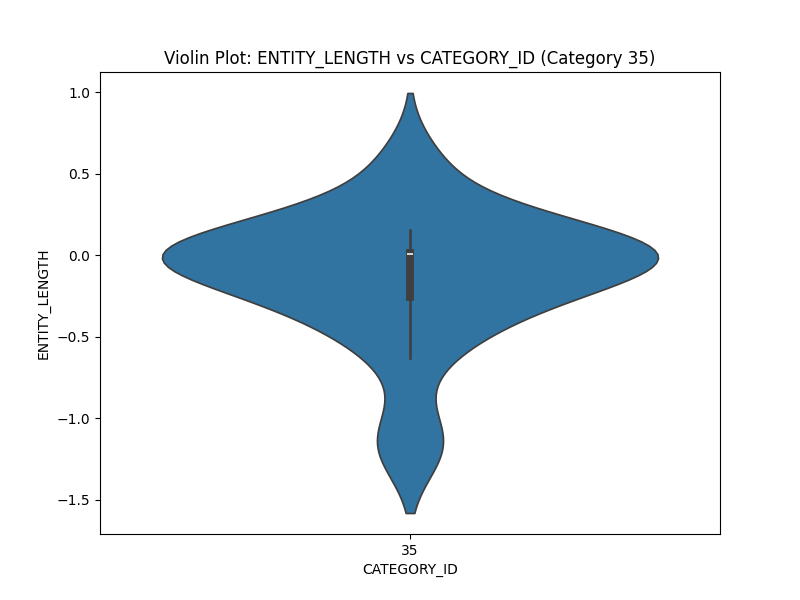 Violin Plot: ENTITY_LENGTH vs CATEGORY_ID (Category 35)
1.0
0.5
0.0
−0.5
−1.0
−1.5
ENTITY_LENGTH
35
CATEGORY_ID